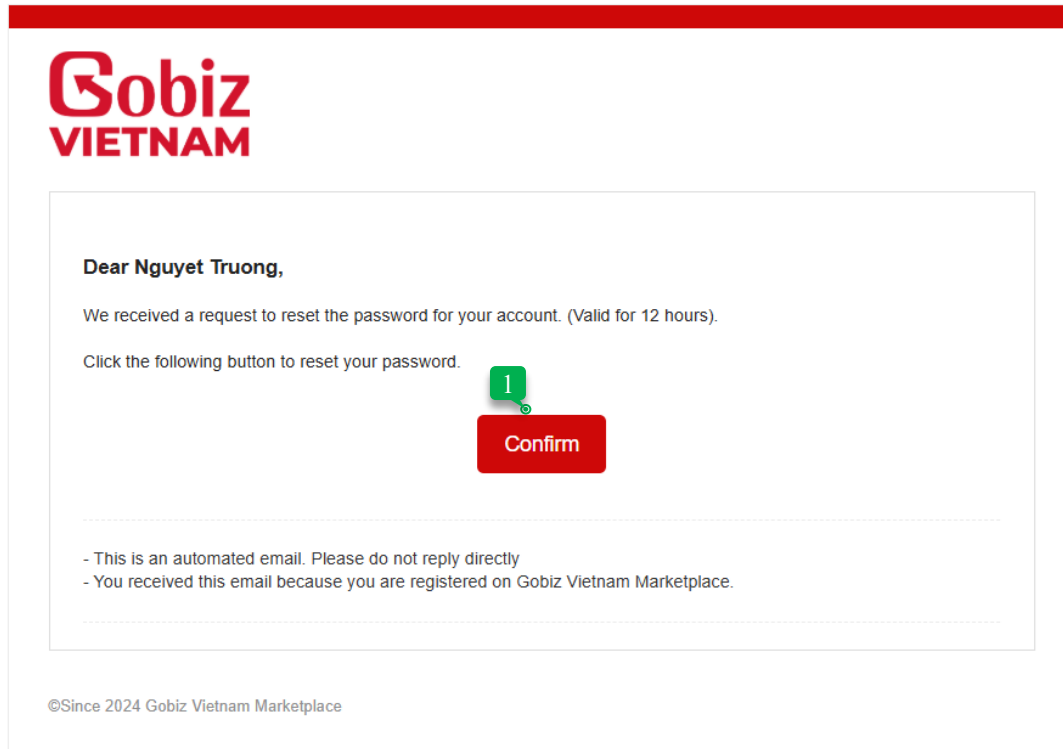 Gobiz
VIETNAM
Dear Nguyet Truong,
We received a request to reset the password for your account. (Valid for 12 hours).
Click the following button to reset your password.
1
Confirm
- This is an automated email. Please do not reply directly
- You received this email because you are registered on Gobiz Vietnam Marketplace.
©Since 2024 Gobiz Vietnam Marketplace